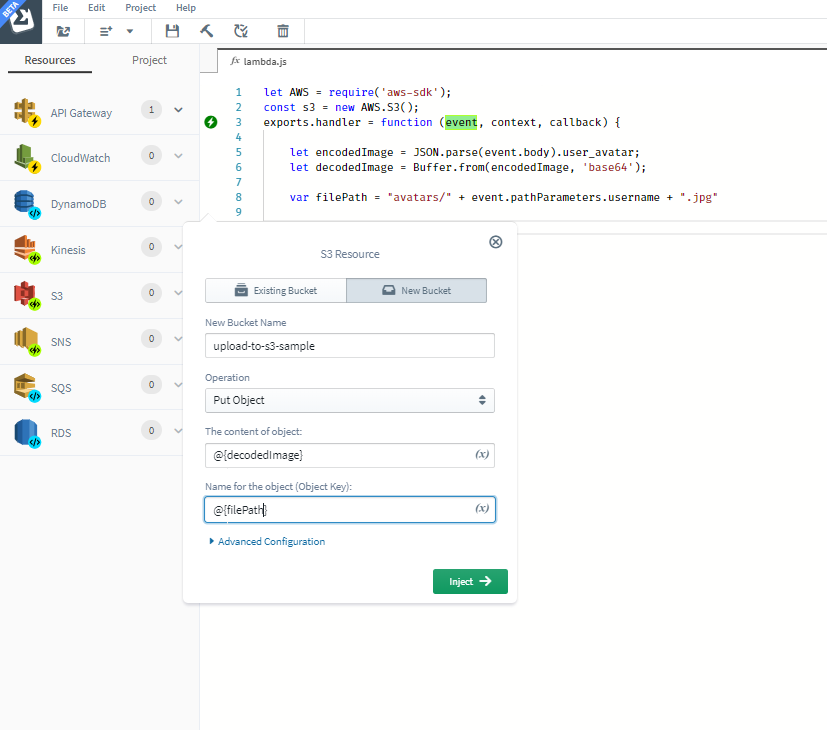 BETA
File Edit Project Help
Resources Project
fx lambda.js
API Gateway 1
CloudWatch 0
DynamoDB 0
Kinesis 0
S3 0
SNS 0
SQS 0
RDS 0
1 let AWS = require('aws-sdk');
2 const s3 = new AWS.S3();
3 exports.handler = function (event, context, callback) {
4
5 let encodedImage = JSON.parse(event.body).user_avatar;
6 let decodedImage = Buffer.from(encodedImage, 'base64');
7
8 var filePath = "avatars/" + event.pathParameters.username + ".jpg"
9
S3 Resource
Existing Bucket New Bucket
New Bucket Name
upload-to-s3-sample
Operation
Put Object
The content of object:
@{decodedImage} (x)
Name for the object (Object Key):
@{filePath} (x)
Advanced Configuration
Inject